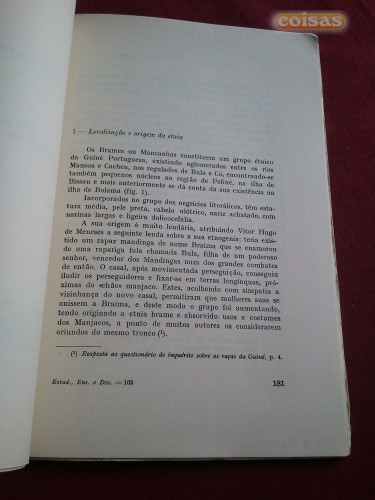 coisas
1 — Localização e origem da etnia
Os Brames ou Mancanhas constituem um grupo étnico
da Guiné Portuguesa, existindo aglomerados entre os rios
Mansoa e Cacheu, nos regulados de Bula e Có, encontrando-se
também pequenos núcleos na região de Pefiné, na ilha de
Bissau e mais anteriormente se dá conta da sua existência na
ilha de Bolama (fig. 1).
Incorporados no grupo dos negrícios litorálicos, têm esta-
tura média, pele preta, cabelo ulótrico, nariz achatado, com
narinas largas e ligeira dolicocefalia.
A sua origem é muito lendária, atribuindo Vítor Hugo
de Meneses a seguinte lenda sobre a sua etnogenia: teria exis-
tido um rapaz mandinga de nome Braima que se enamorou
de uma rapariga fula chamada Bula, filha de um poderoso
senhor, vencedor dos Mandingas num dos grandes combates
de então. O casal, após movimentada perseguição, conseguiu
iludir os perseguidores e fixar-se em terras longínquas, pró-
ximas do «chão» manjaco. Estes, acolhendo com simpatia a
vizinhança do novo casal, permitiram que mulheres suas se
unissem a Braima, e deste modo o grupo foi aumentando,
tendo originado a etnia brame e absorvido usos e costumes
dos Manjacos, a ponto de muitos autores os considerarem
oriundos do mesmo tronco (¹).
(¹) Resposta ao questionário de inquérito sobre as raças da Guiné, p. 4.
Estud., Ens. e Doc. — 102
181